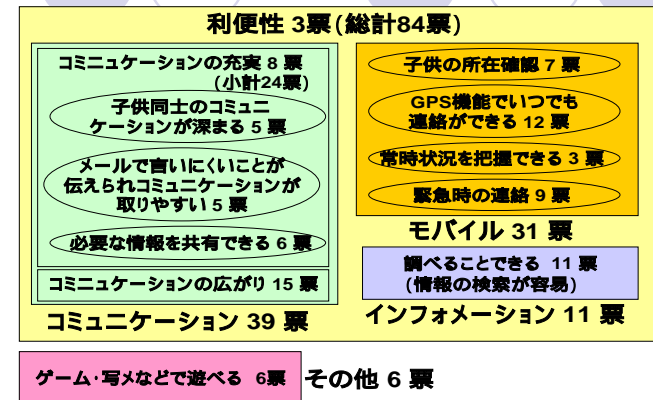 利便性 3票(総計84票)
コミニュケーションの充実 8 票
(小計24票)
子供同士のコミュニ
ケーションが深まる 5 票
メールで言いにくいことが
伝えられコミュニケーションが
取りやすい 5 票
必要な情報を共有できる 6 票
コミニュケーションの広がり 15 票
コミュニケーション 39 票
子供の所在確認 7 票
GPS機能でいつでも
連絡ができる 12 票
常時状況を把握できる 3 票
緊急時の連絡 9 票
モバイル 31 票
調べることできる 11 票
(情報の検索が容易)
インフォメーション 11 票
ゲーム・写メなどで遊べる 6票
その他 6 票